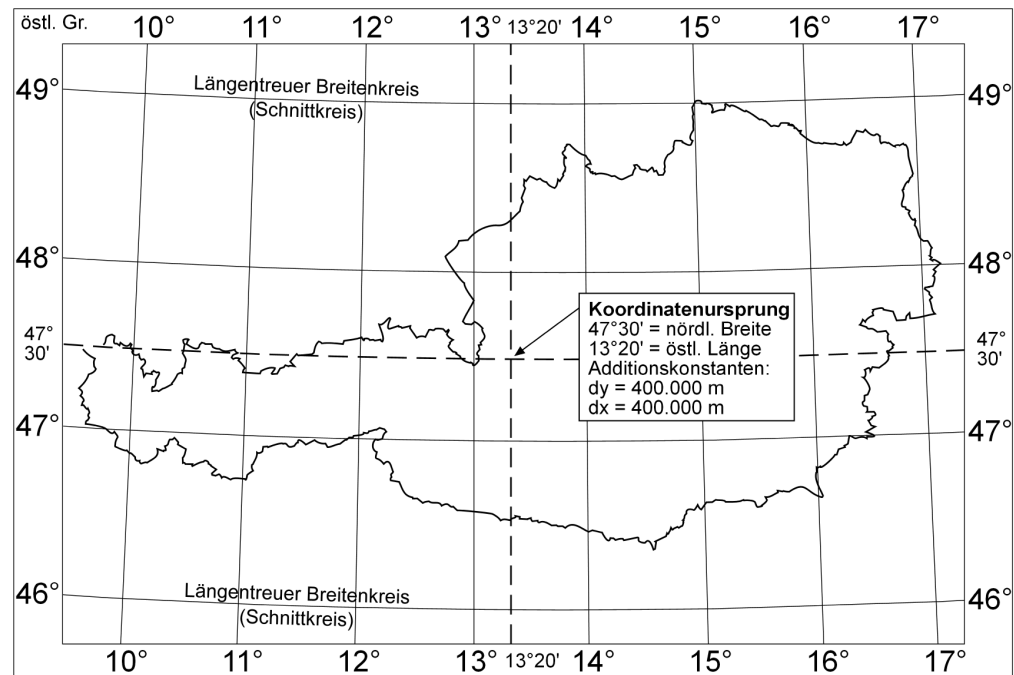 östl. Gr. 10° 11° 12° 13° 13°20' 14° 15° 16° 17°
Längentreuer Breitenkreis
49° 49°
(Schnittkreis)
48° 48°
Koordinatenursprung
47°30' = nördl. Breite
13°20' = östl. Länge
Additionskonstanten:
dy = 400.000 m
dx = 400.000 m
47° 47°
30' 30'
47° 47°
Längentreuer Breitenkreis
46° 46°
(Schnittkreis)
10° 11° 12° 13° 13°20' 14° 15° 16° 17°